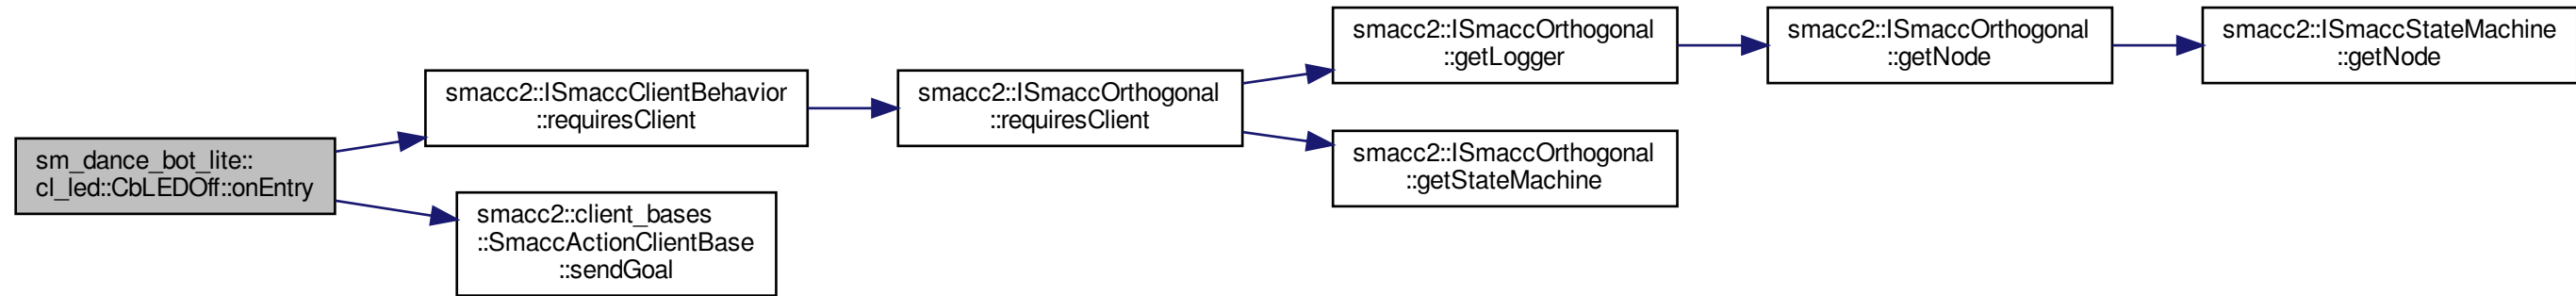 sm_dance_bot_lite::
cl_led::CbLEDOff::onEntry
smacc2::ISmaccClientBehavior
::requiresClient
smacc2::ISmaccOrthogonal
::requiresClient
smacc2::ISmaccOrthogonal
::getLogger
smacc2::ISmaccOrthogonal
::getNode
smacc2::ISmaccStateMachine
::getNode
smacc2::ISmaccOrthogonal
::getStateMachine
smacc2::client_bases
::SmaccActionClientBase
::sendGoal